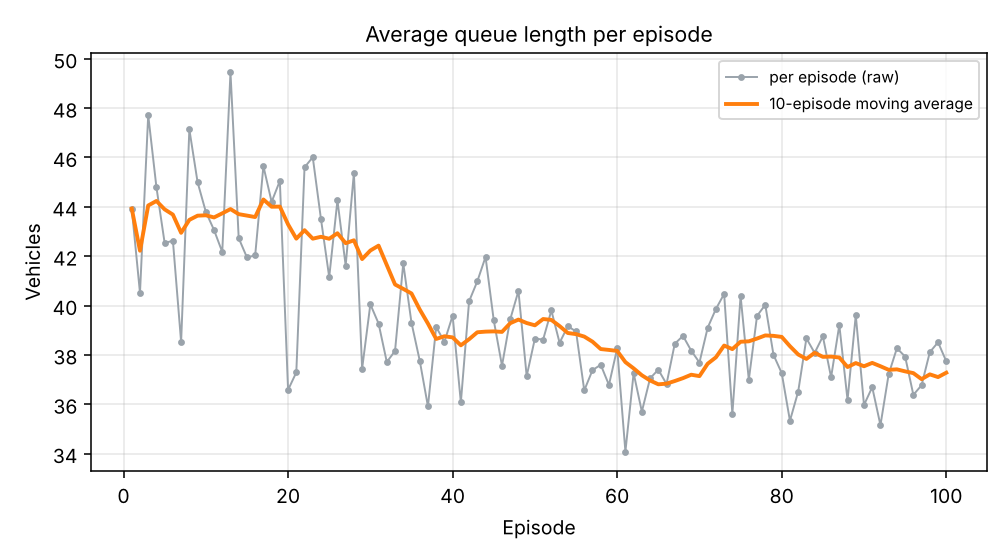 Average queue length per episode
per episode (raw)
10-episode moving average
Vehicles
50
48
46
44
42
40
38
36
34
0 20 40 60 80 100
Episode